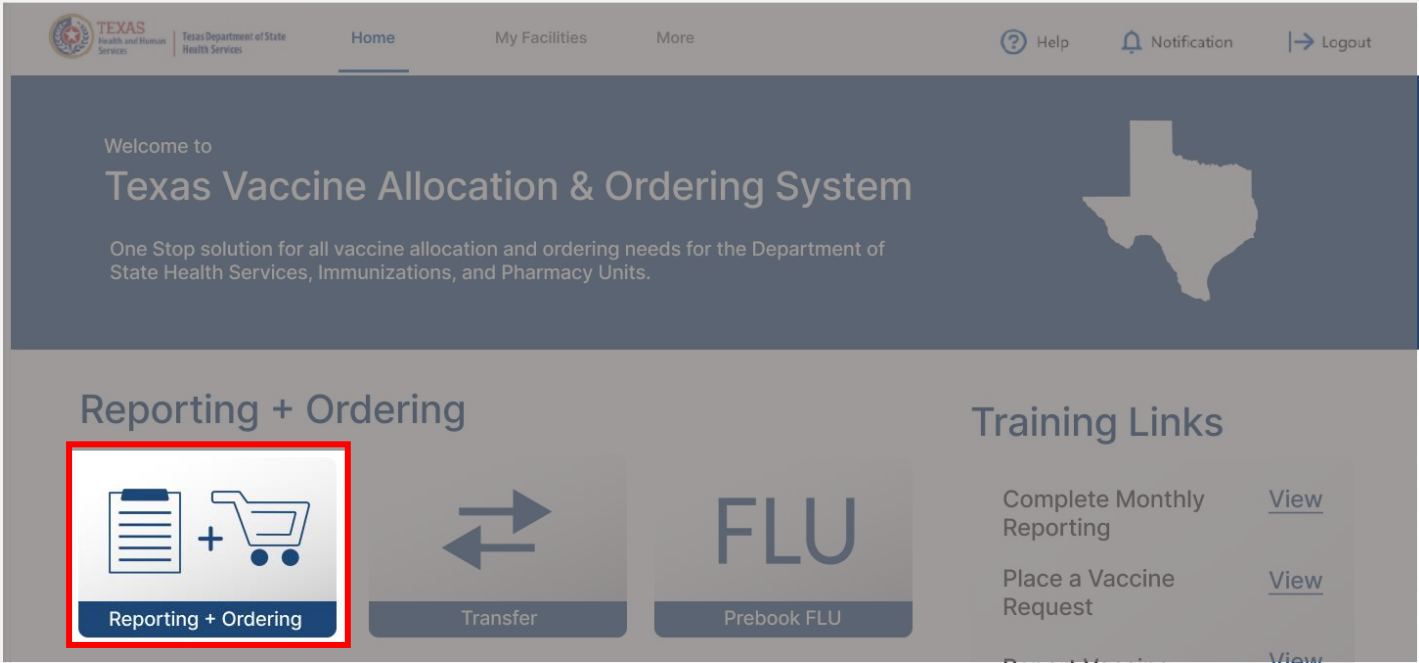 TEXAS
Health and Human
Services
Texas Department of State
Health Services
Home
My Facilities
More
Help
Notification
Logout
Welcome to
Texas Vaccine Allocation & Ordering System
One Stop solution for all vaccine allocation and ordering needs for the Department of
State Health Services, Immunizations, and Pharmacy Units.
Reporting + Ordering
+
Reporting + Ordering
Transfer
FLU
Prebook FLU
Training Links
Complete Monthly
Reporting
View
Place a Vaccine
Request
View
View